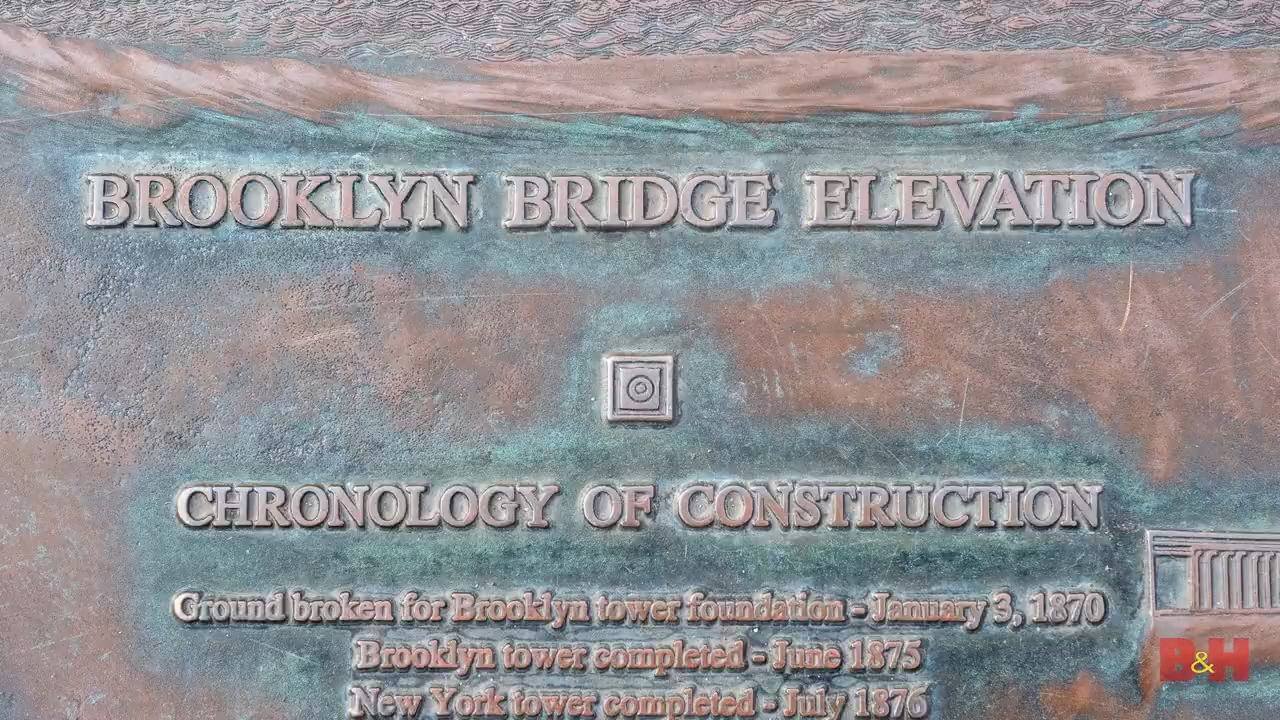 BROOKLYN BRIDGE ELEVATION
CHRONOLOGY OF CONSTRUCTION
Ground broken for Brooklyn tower foundation - January 3, 1870
Brooklyn tower completed - June 1875
New York tower completed - July 1876
B&H